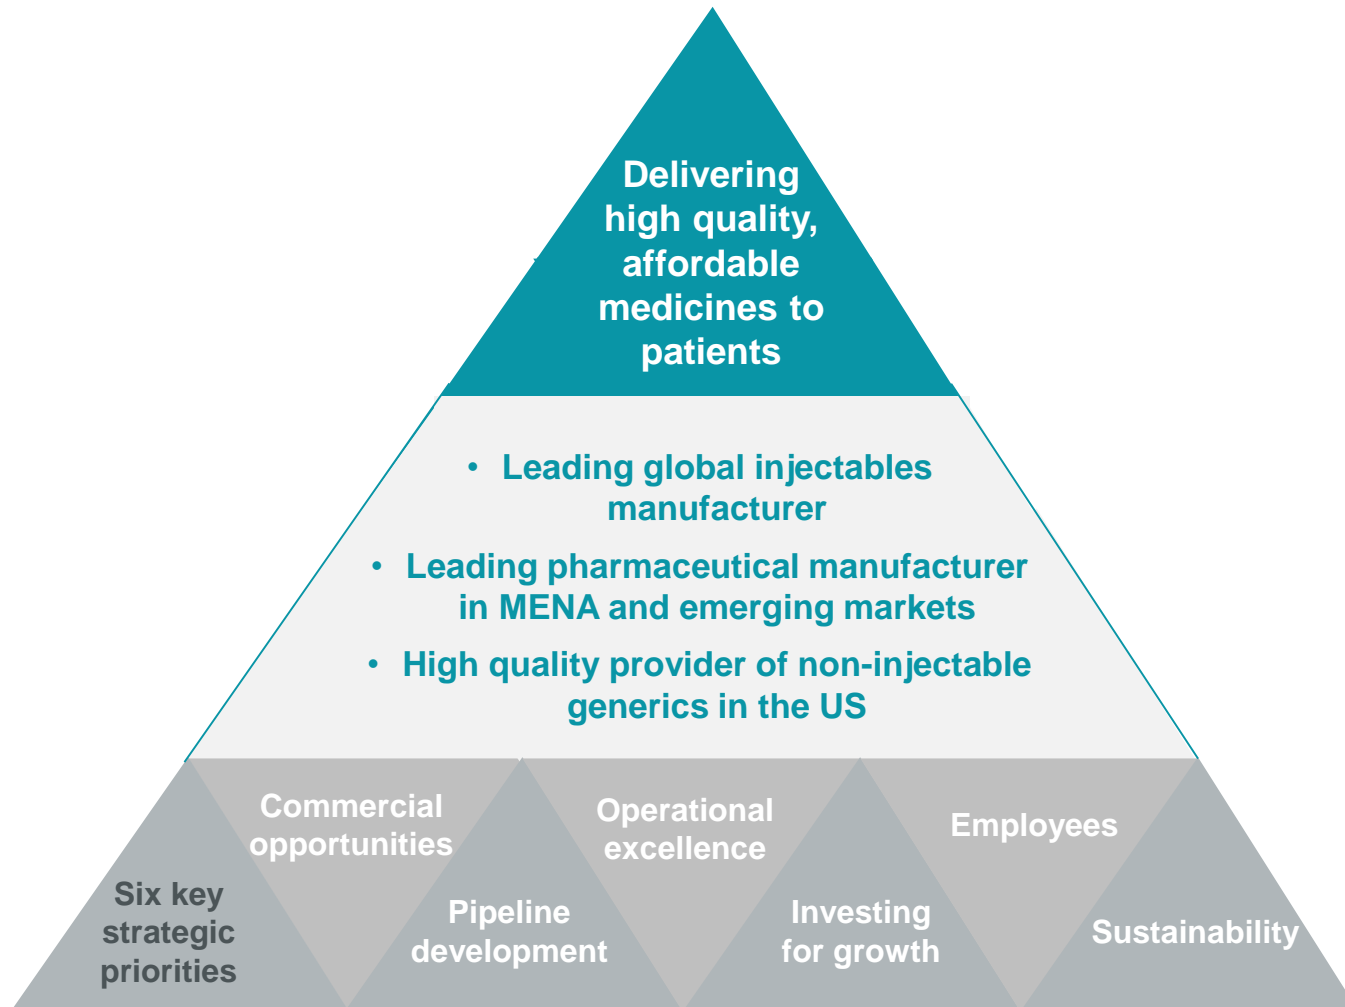 Delivering
high quality,
affordable
medicines to
patients
• Leading global injectables
manufacturer
• Leading pharmaceutical manufacturer
in MENA and emerging markets
• High quality provider of non-injectable
generics in the US
Six key
strategic
priorities
Commercial
opportunities
Pipeline
development
Operational
excellence
Investing
for growth
Employees
Sustainability